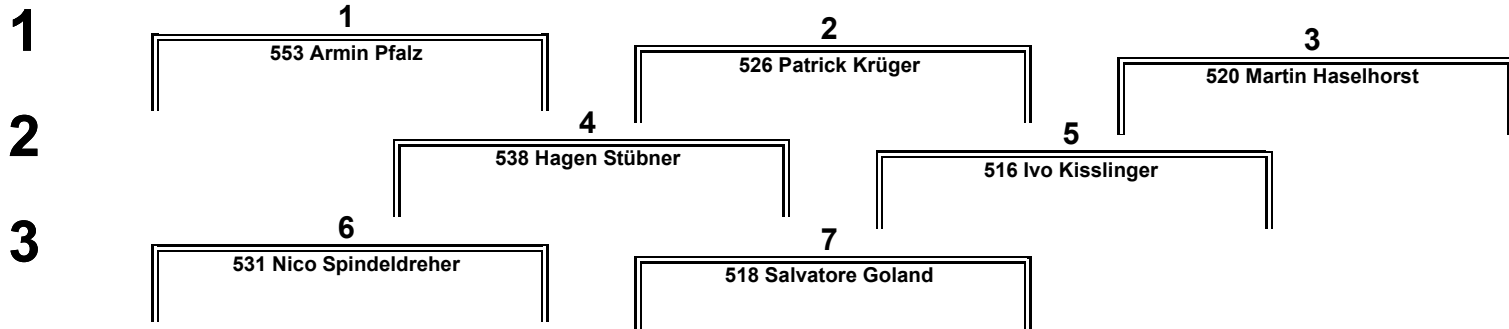 1
1
553 Armin Pfalz
2
526 Patrick Krüger
3
520 Martin Haselhorst
2
4
538 Hagen Stübner
5
516 Ivo Kisslinger
3
6
531 Nico Spindeldreher
7
518 Salvatore Goland